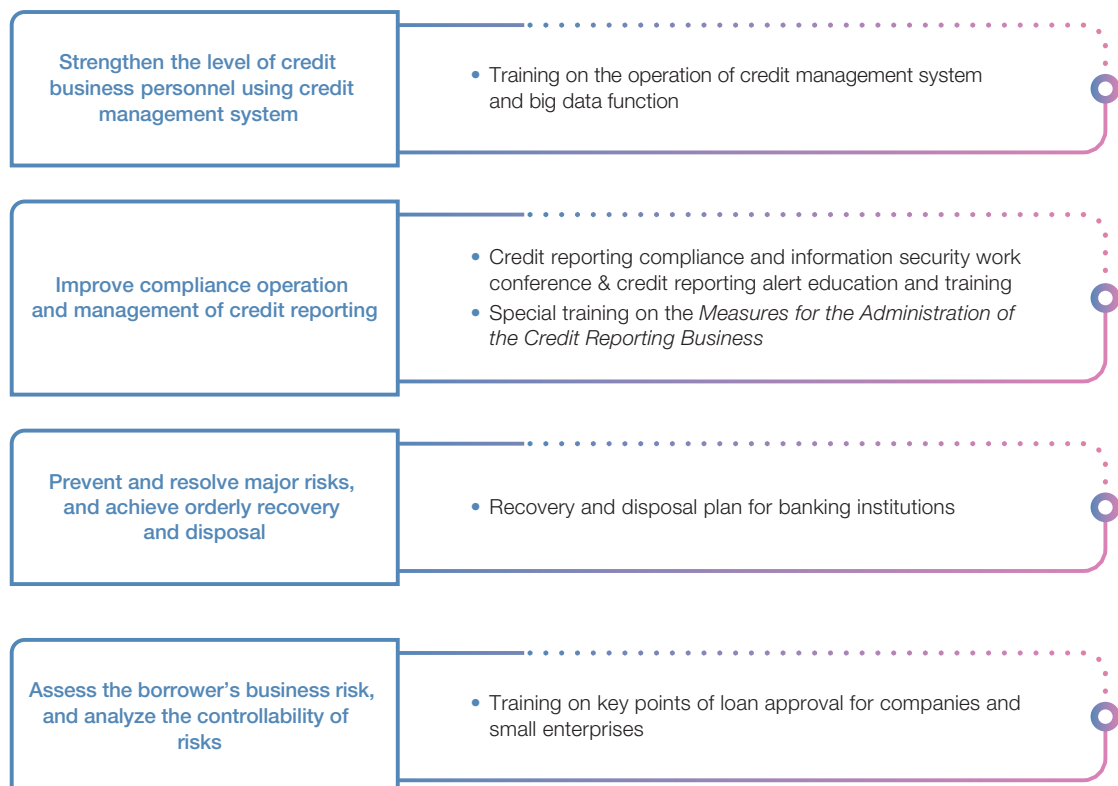 Strengthen the level of credit
business personnel using credit
management system
• Training on the operation of credit management system
and big data function
Improve compliance operation
and management of credit reporting
• Credit reporting compliance and information security work
conference & credit reporting alert education and training
• Special training on the Measures for the Administration of
the Credit Reporting Business
Prevent and resolve major risks,
and achieve orderly recovery
and disposal
• Recovery and disposal plan for banking institutions
Assess the borrower’s business risk,
and analyze the controllability of
risks
• Training on key points of loan approval for companies and
small enterprises